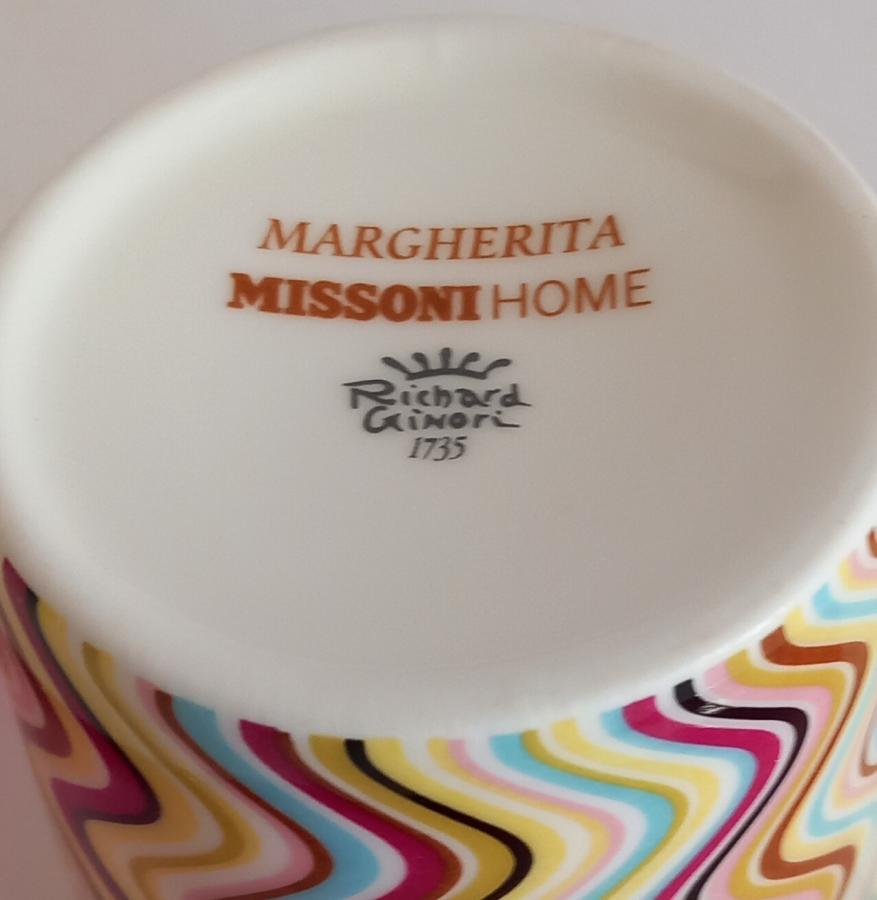 MARGHERITA
MISSONI HOME
Richard
Ginori
1735